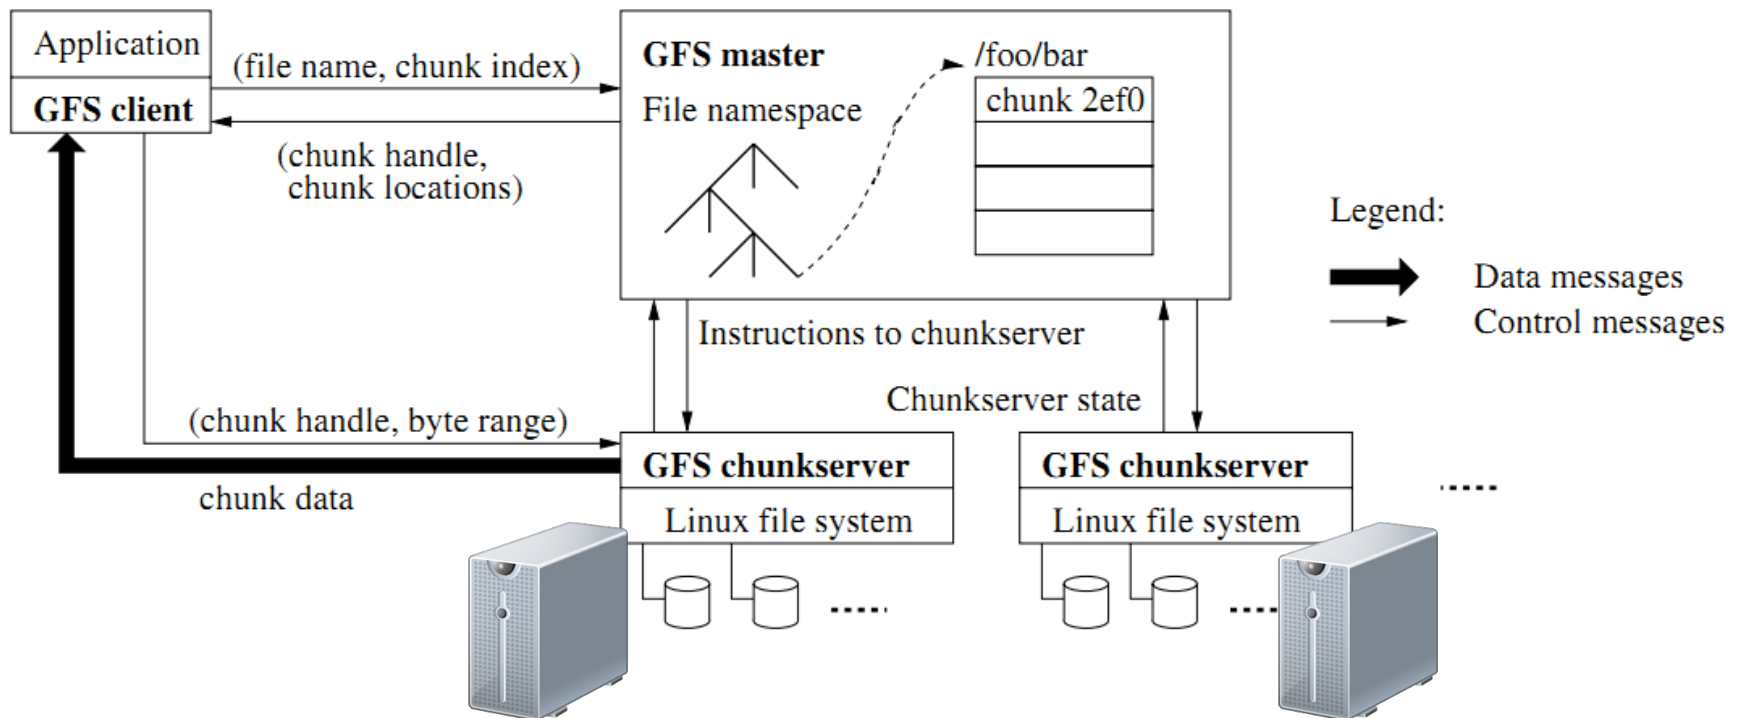 Application
GFS client
(file name, chunk index)
(chunk handle,
chunk locations)
GFS master
File namespace
/foo/bar
chunk 2ef0
Legend:
Data messages
Control messages
Instructions to chunkserver
Chunkserver state
(chunk handle, byte range)
chunk data
GFS chunkserver
Linux file system
GFS chunkserver
Linux file system